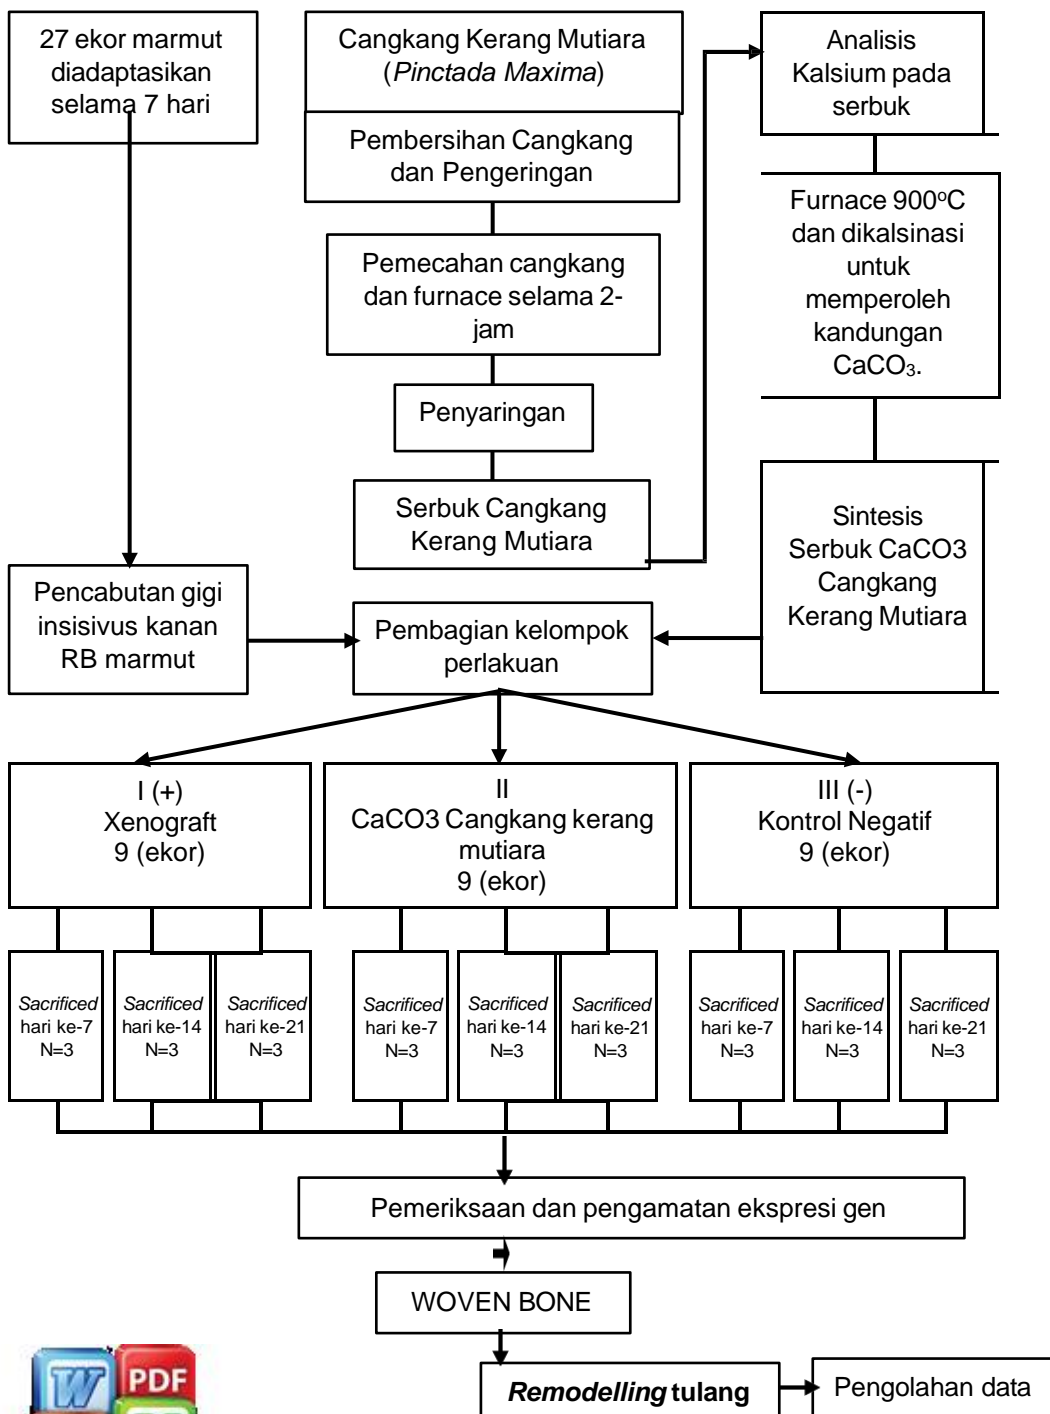 27 ekor marmut
diadaptasikan
selama 7 hari
Cangkang Kerang Mutiara
(Pinctada Maxima)
Pembersihan Cangkang
dan Pengeringan
Pemecahan cangkang
dan furnace selama 2-
jam
Penyaringan
Serbuk Cangkang
Kerang Mutiara
Analisis
Kalsium pada
serbuk
Furnace 900°C
dan dikalsinasi
untuk
memperoleh
kandungan
CaCO₃.
Sintesis
Serbuk CaCO3
Cangkang
Kerang Mutiara
Pencabutan gigi
insisivus kanan
RB marmut
Pembagian kelompok
perlakuan
I (+)
Xenograft
9 (ekor)
II
CaCO3 Cangkang kerang
mutiara
9 (ekor)
III (-)
Kontrol Negatif
9 (ekor)
Sacrificed
hari ke-7
N=3
Sacrificed
hari ke-14
N=3
Sacrificed
hari ke-21
N=3
Sacrificed
hari ke-7
N=3
Sacrificed
hari ke-14
N=3
Sacrificed
hari ke-21
N=3
Sacrificed
hari ke-7
N=3
Sacrificed
hari ke-14
N=3
Sacrificed
hari ke-21
N=3
Pemeriksaan dan pengamatan ekspresi gen
WOVEN BONE
Remodelling tulang
Pengolahan data
W
PDF